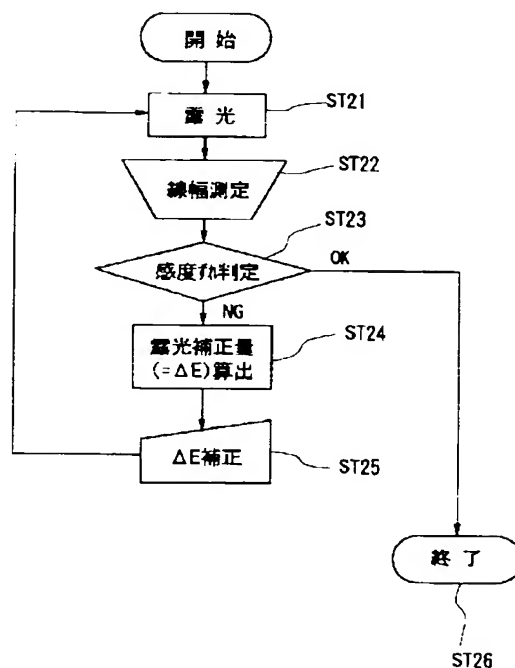 開始
露光
ST21
線幅測定
ST22
ST23
感度ずれ判定
OK
NG
露光補正量
(=ΔE)算出
ST24
ΔE補正
ST25
終了
ST26